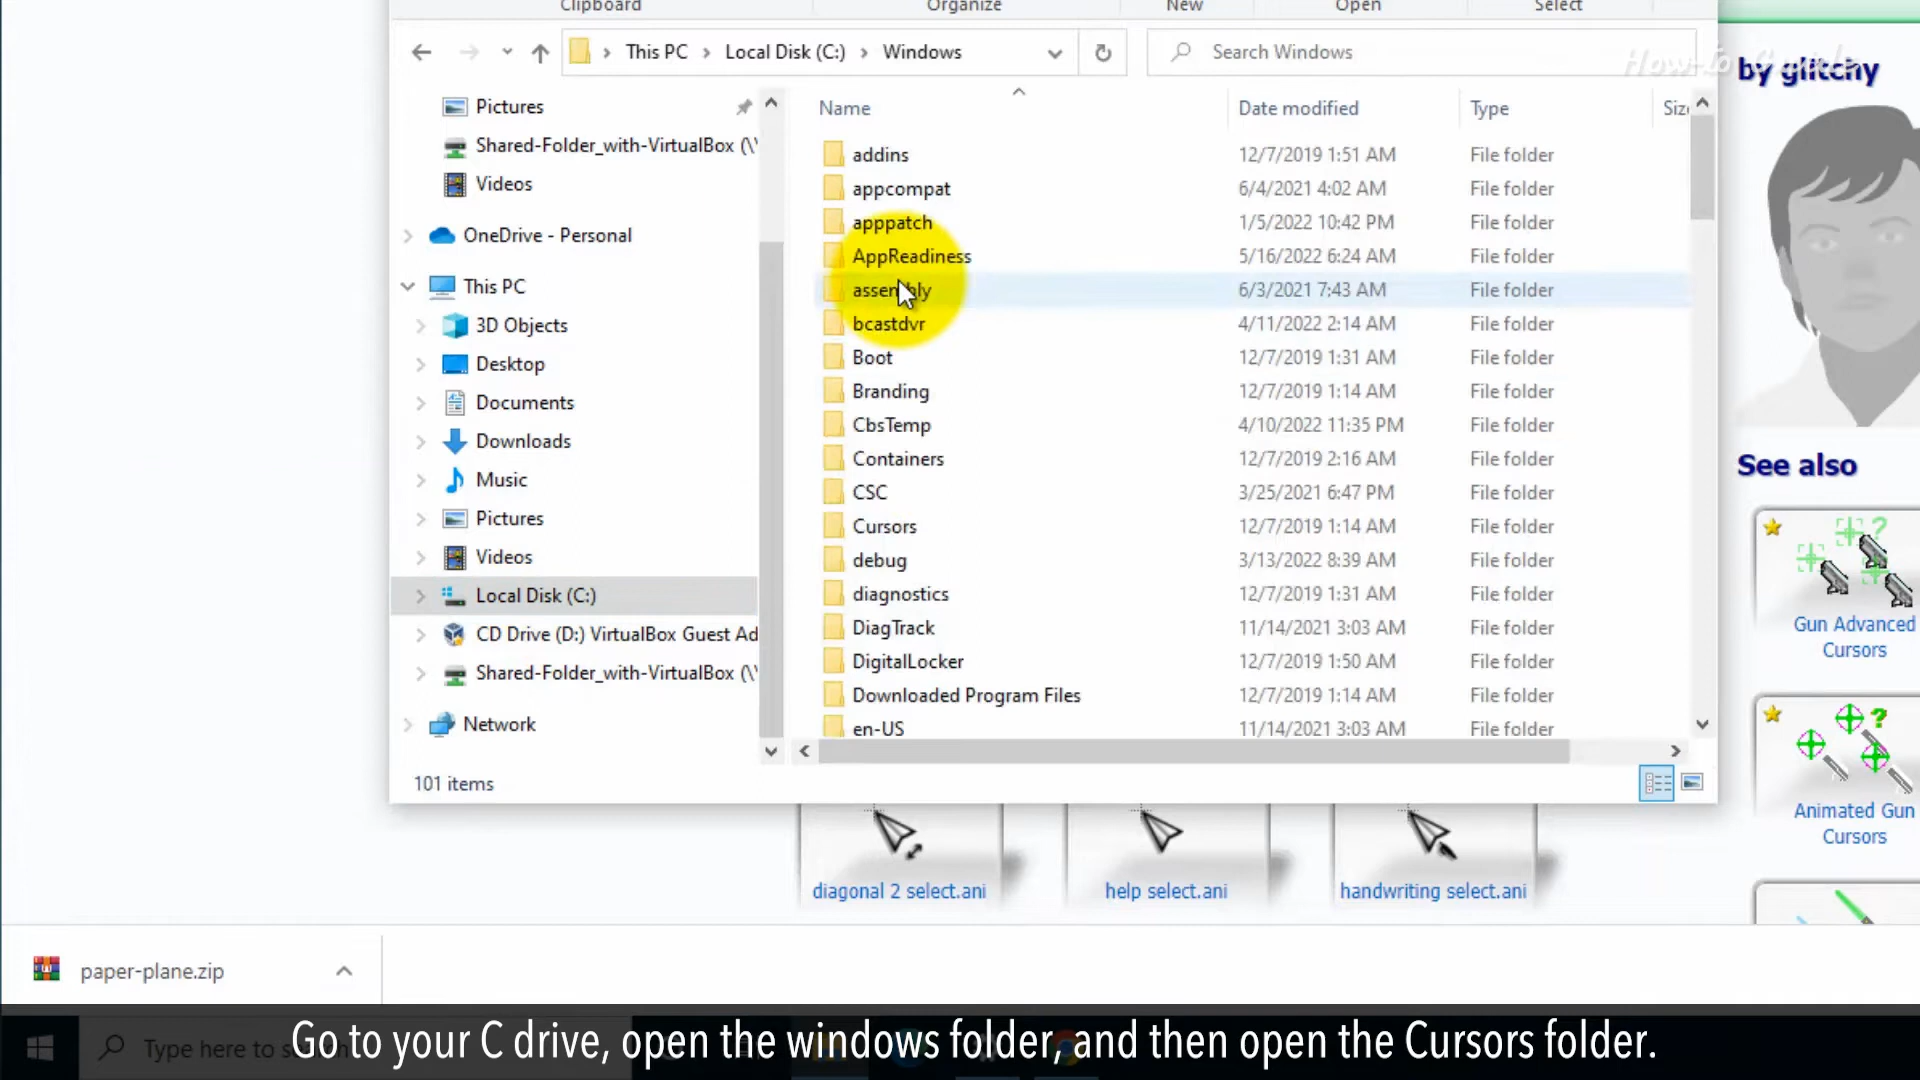 Clipboard Organize New Open Select
This PC Local Disk (C:) Windows
Search Windows
by glitchy
Pictures
Shared-Folder_with-VirtualBox (\\
Videos
OneDrive - Personal
This PC
3D Objects
Desktop
Documents
Downloads
Music
Pictures
Videos
Local Disk (C:)
CD Drive (D:) VirtualBox Guest Ad
Shared-Folder_with-VirtualBox (\\
Network
101 items
Name Date modified Type Size
addins 12/7/2019 1:51 AM File folder
appcompat 6/4/2021 4:02 AM File folder
apppatch 1/5/2022 10:42 PM File folder
AppReadiness 5/16/2022 6:24 AM File folder
assembly 6/3/2021 7:43 AM File folder
bcastdvr 4/11/2022 2:14 AM File folder
Boot 12/7/2019 1:31 AM File folder
Branding 12/7/2019 1:14 AM File folder
CbsTemp 4/10/2022 11:35 PM File folder
Containers 12/7/2019 2:16 AM File folder
CSC 3/25/2021 6:47 PM File folder
Cursors 12/7/2019 1:14 AM File folder
debug 3/13/2022 8:39 AM File folder
diagnostics 12/7/2019 1:31 AM File folder
DiagTrack 11/14/2021 3:03 AM File folder
DigitalLocker 12/7/2019 1:50 AM File folder
Downloaded Program Files 12/7/2019 1:14 AM File folder
en-US 11/14/2021 3:03 AM File folder
See also
Gun Advanced
Cursors
Animated Gun
Cursors
diagonal 2 select.ani help select.ani handwriting select.ani
paper-plane.zip
Type here to
Go to your C drive, open the windows folder, and then open the Cursors folder.